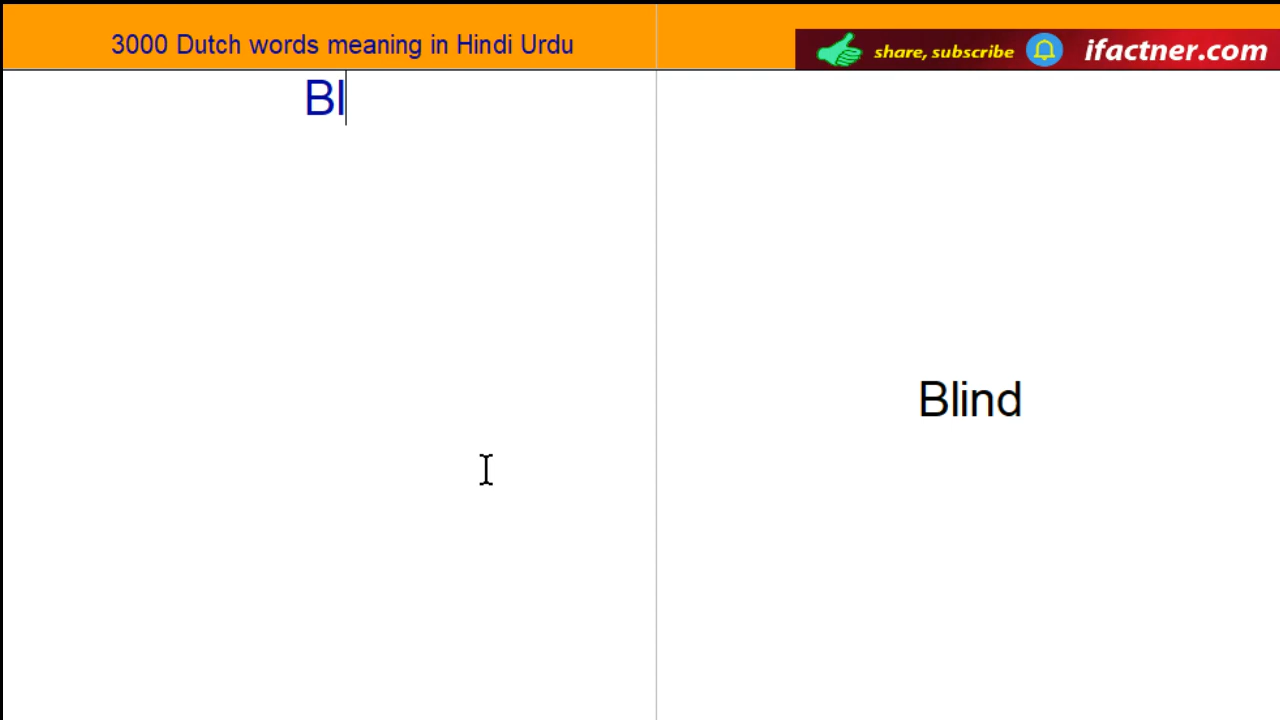 3000 Dutch words meaning in Hindi Urdu
share, subscribe
ifactner.com
Bl
Blind